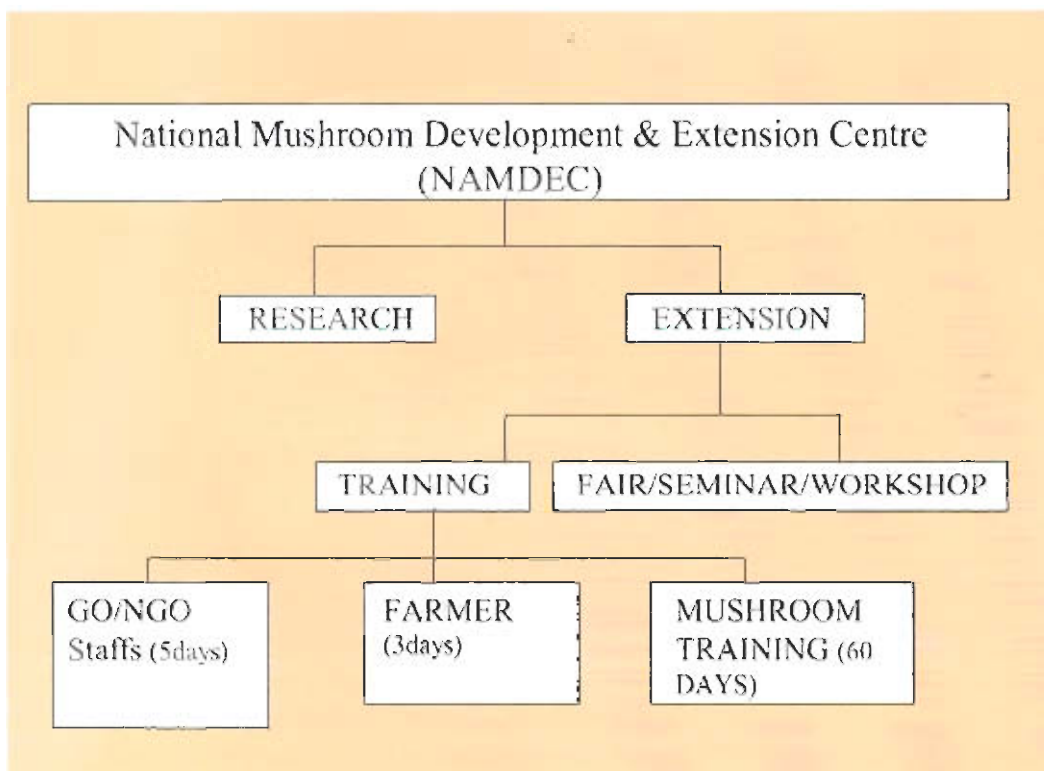 National Mushroom Development & Extension Centre
(NAMDEC)
RESEARCH
EXTENSION
TRAINING
FAIR/SEMINAR/WORKSHOP
GO/NGO
Staffs (5days)
FARMER
(3days)
MUSHROOM
TRAINING (60
DAYS)